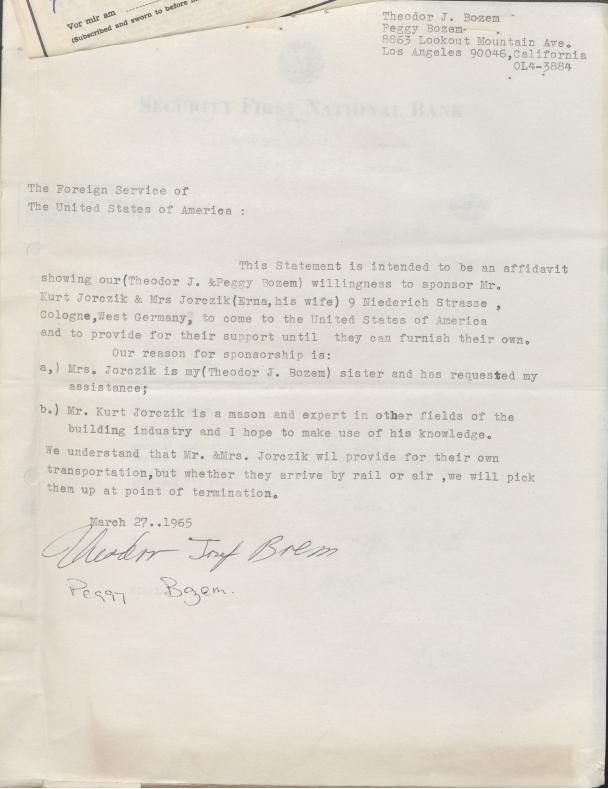 Vor mir am
(Subscribed and sworn to before m
Theodor J. Bozem
Peggy Bozem
8863 Lookout Mountain Ave.
Los Angeles 90046,California
OL4-3884
SECURITY FIRST NATIONAL BANK
The Foreign Service of
The United States of America :
This Statement is intended to be an affidavit
showing our(Theodor J. &Peggy Bozem) willingness to sponsor Mr.
Kurt Jorczik & Mrs Jorczik(Erna,his wife) 9 Niederich Strasse ,
Cologne,West Germany, to come to the United States of America
and to provide for their support until they can furnish their own.
Our reason for sponsorship is:
a,) Mrs. Jorczik is my(Theodor J. Bozem) sister and has requested my
assistance;
b.) Mr. Kurt Jorczik is a mason and expert in other fields of the
building industry and I hope to make use of his knowledge.
We understand that Mr. &Mrs. Jorczik wil provide for their own
transportation,but whether they arrive by rail or air ,we will pick
them up at point of termination.
March 27..1965
Theodor Josef Bozem
Peggy Bozem.